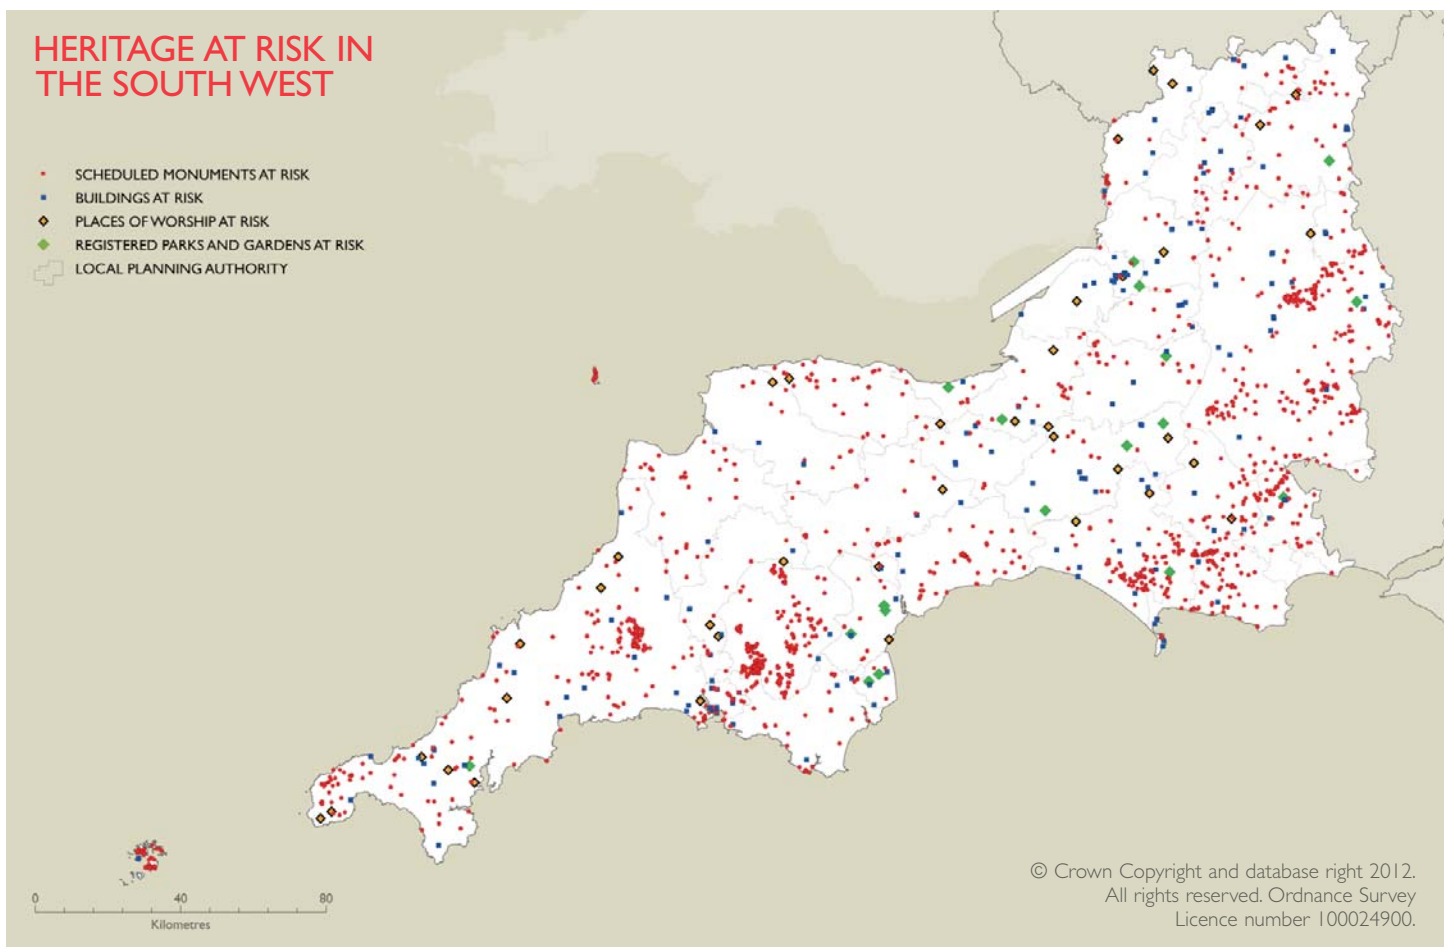 HERITAGE AT RISK IN
THE SOUTH WEST
SCHEDULED MONUMENTS AT RISK
BUILDINGS AT RISK
PLACES OF WORSHIP AT RISK
REGISTERED PARKS AND GARDENS AT RISK
LOCAL PLANNING AUTHORITY
0 40 80
Kilometres
© Crown Copyright and database right 2012.
All rights reserved. Ordnance Survey
Licence number 100024900.